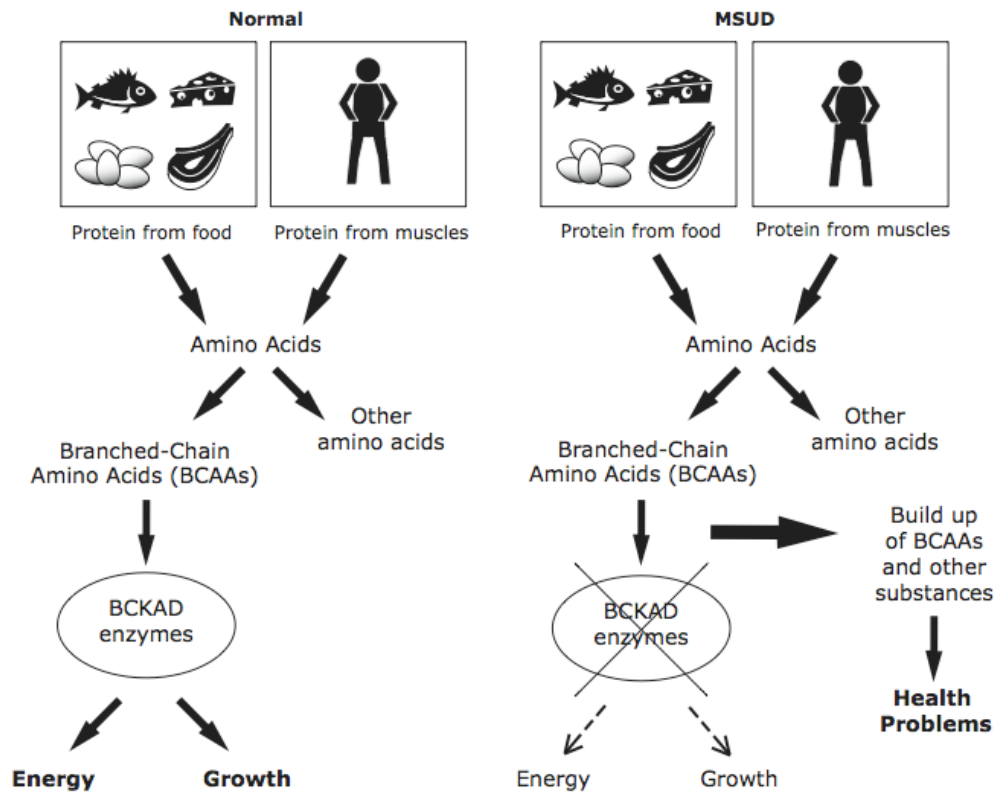 Normal
Protein from food
Protein from muscles
Amino Acids
Other
amino acids
Branched-Chain
Amino Acids (BCAAs)
BCKAD
enzymes
Energy
Growth
MSUD
Protein from food
Protein from muscles
Amino Acids
Other
amino acids
Branched-Chain
Amino Acids (BCAAs)
Build up
of BCAAs
and other
substances
BCKAD
enzymes
Health
Problems
Energy
Growth